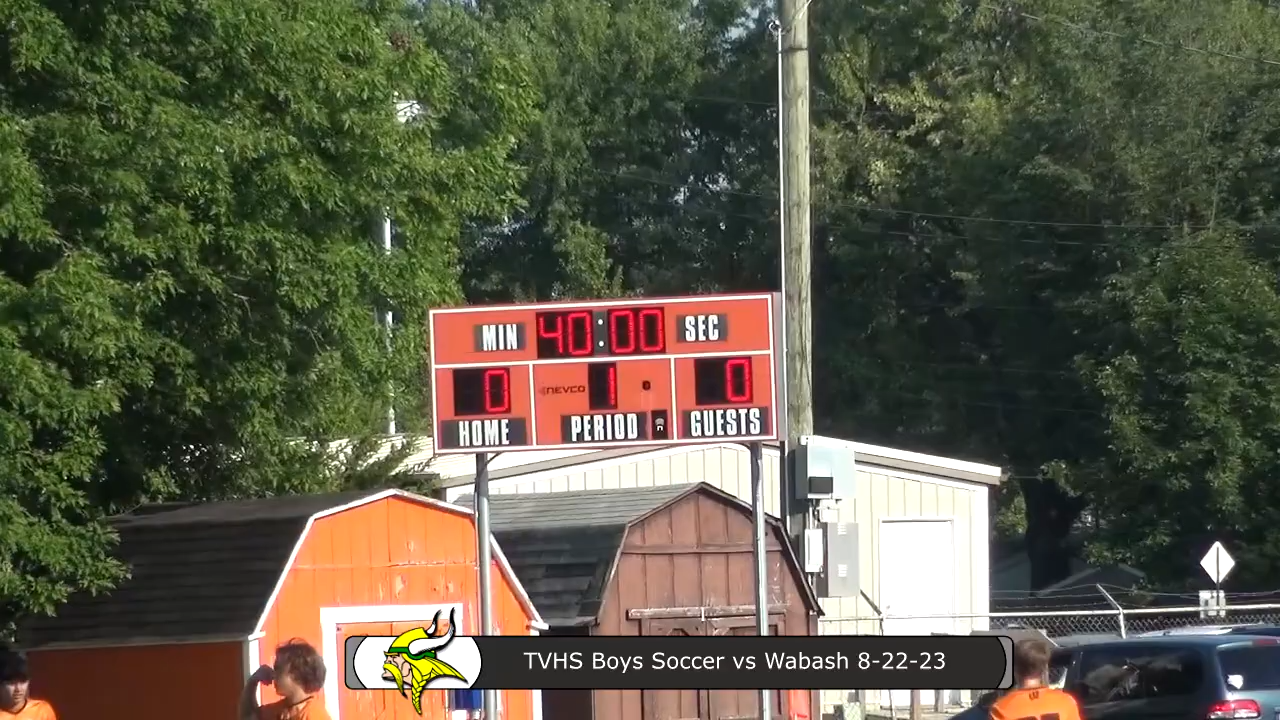 MIN 40:00 SEC
0 NEVCO 1 0
HOME PERIOD GUESTS
TVHS Boys Soccer vs Wabash 8-22-23